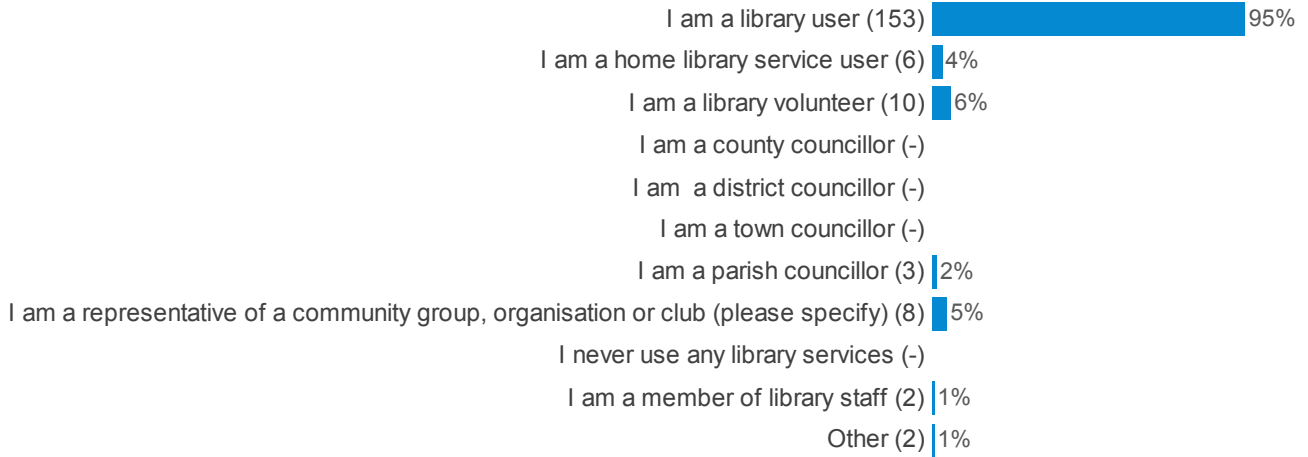 I am a library user (153) 95%
I am a home library service user (6) 4%
I am a library volunteer (10) 6%
I am a county councillor (-)
I am  a district councillor (-)
I am a town councillor (-)
I am a parish councillor (3) 2%
I am a representative of a community group, organisation or club (please specify) (8) 5%
I never use any library services (-)
I am a member of library staff (2) 1%
Other (2) 1%